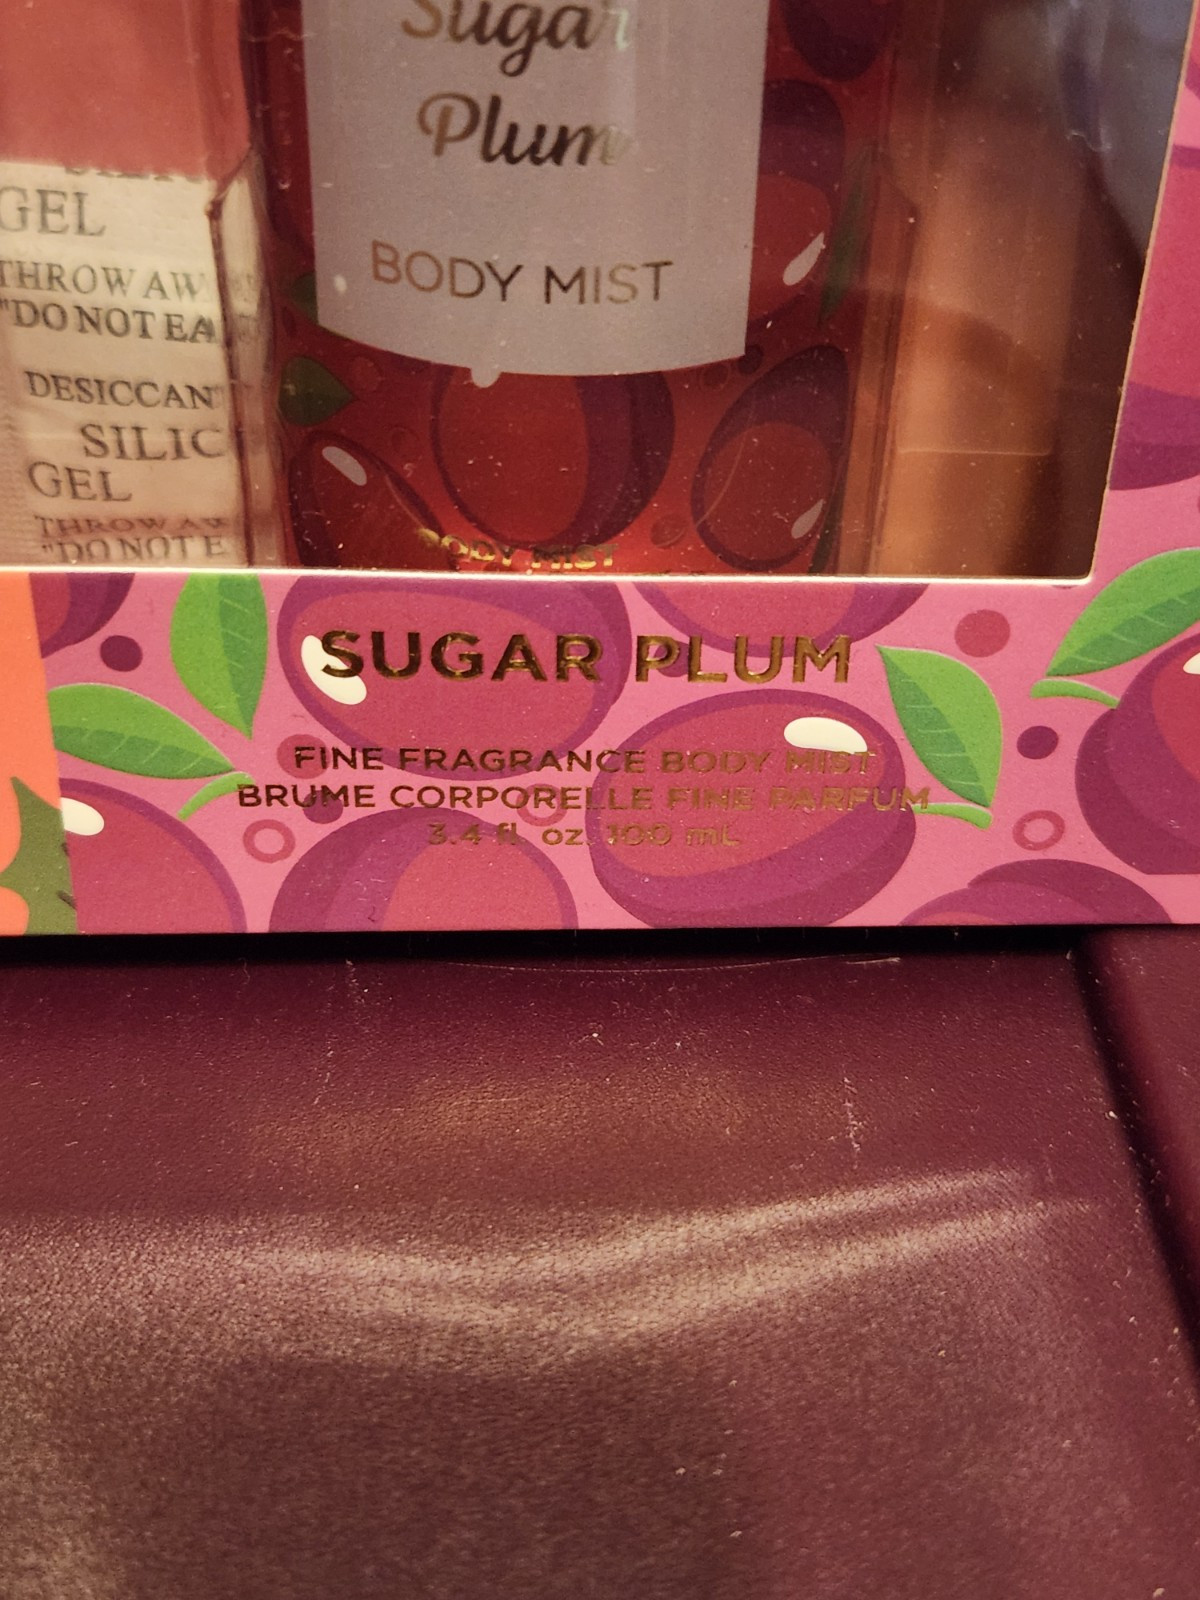 Sugar
Plum
BODY MIST
GEL
THROW AW
"DO NOT EA
DESICCAN
SILIC
GEL
THROW AW
"DO NOT E
BODY MIST
SUGAR PLUM
FINE FRAGRANCE BODY MIST
BRUME CORPORELLE FINE PARFUM
3.4 fl. oz. 100 mL